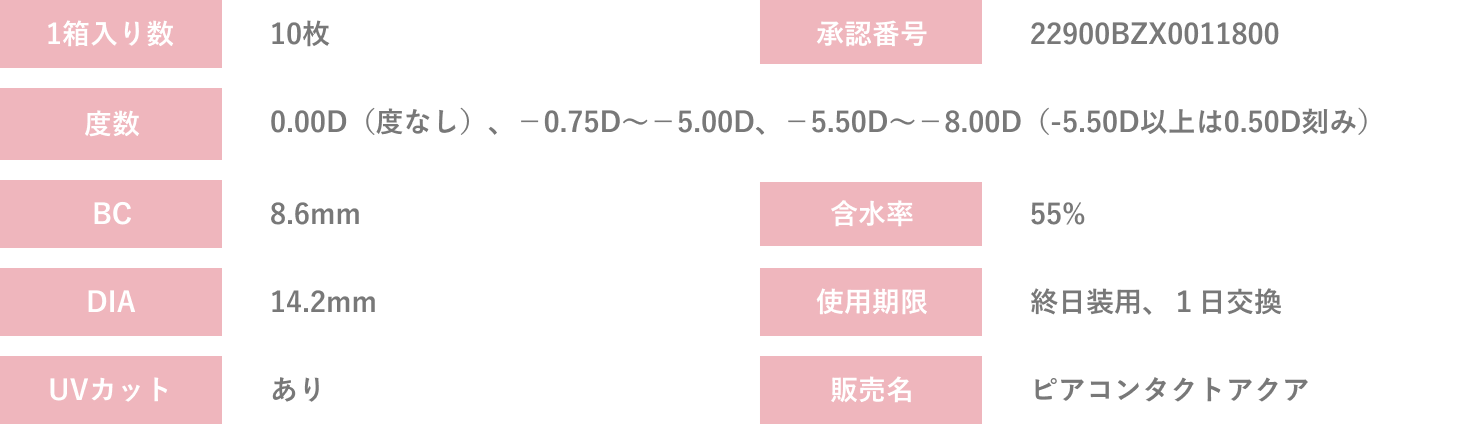 1箱入り数 10枚 承認番号 22900BZX0011800
度数 0.00D（度なし）、－0.75D～－5.00D、－5.50D～－8.00D（-5.50D以上は0.50D刻み）
BC 8.6mm 含水率 55%
DIA 14.2mm 使用期限 終日装用、１日交換
UVカット あり 販売名 ピアコンタクトアクア